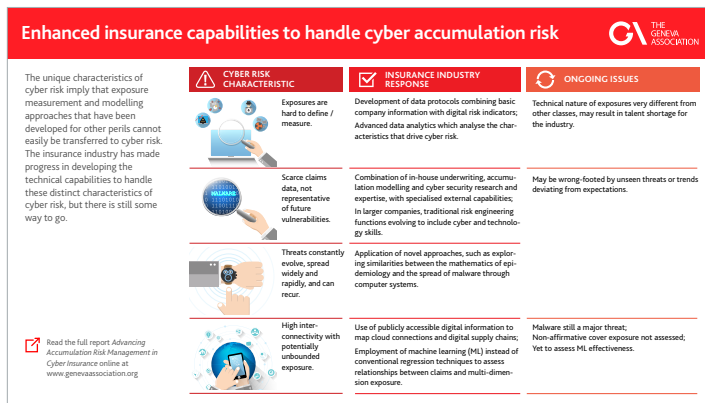 Enhanced insurance capabilities to handle cyber accumulation risk
THE
GENEVA
ASSOCIATION
The unique characteristics of
cyber risk imply that exposure
measurement and modelling
approaches that have been
developed for other perils cannot
easily be transferred to cyber risk.
The insurance industry has made
progress in developing the
technical capabilities to handle
these distinct characteristics of
cyber risk, but there is still some
way to go.
Read the full report Advancing
Accumulation Risk Management in
Cyber Insurance online at
www.genevaassociation.org
CYBER RISK
CHARACTERISTIC
INSURANCE INDUSTRY
RESPONSE
ONGOING ISSUES
Exposures are
hard to define /
measure.
Development of data protocols combining basic
company information with digital risk indicators;
Advanced data analytics which analyse the char-
acteristics that drive cyber risk.
Technical nature of exposures very different from
other classes, may result in talent shortage for
the industry.
MALWARE
Scarce claims
data, not
representative
of future
vulnerabilities.
Combination of in-house underwriting, accumu-
lation modelling and cyber security research and
expertise, with specialised external capabilities;
In larger companies, traditional risk engineering
functions evolving to include cyber and technolo-
gy skills.
May be wrong-footed by unseen threats or trends
deviating from expectations.
Threats constantly
evolve, spread
widely and
rapidly, and can
recur.
Application of novel approaches, such as explor-
ing similarities between the mathematics of epi-
demiology and the spread of malware through
computer systems.
High inter-
connectivity with
potentially
unbounded
exposure.
Use of publicly accessible digital information to
map cloud connections and digital supply chains;
Employment of machine learning (ML) instead of
conventional regression techniques to assess
relationships between claims and multi-dimen-
sion exposure.
Malware still a major threat;
Non-affirmative cover exposure not assessed;
Yet to assess ML effectiveness.